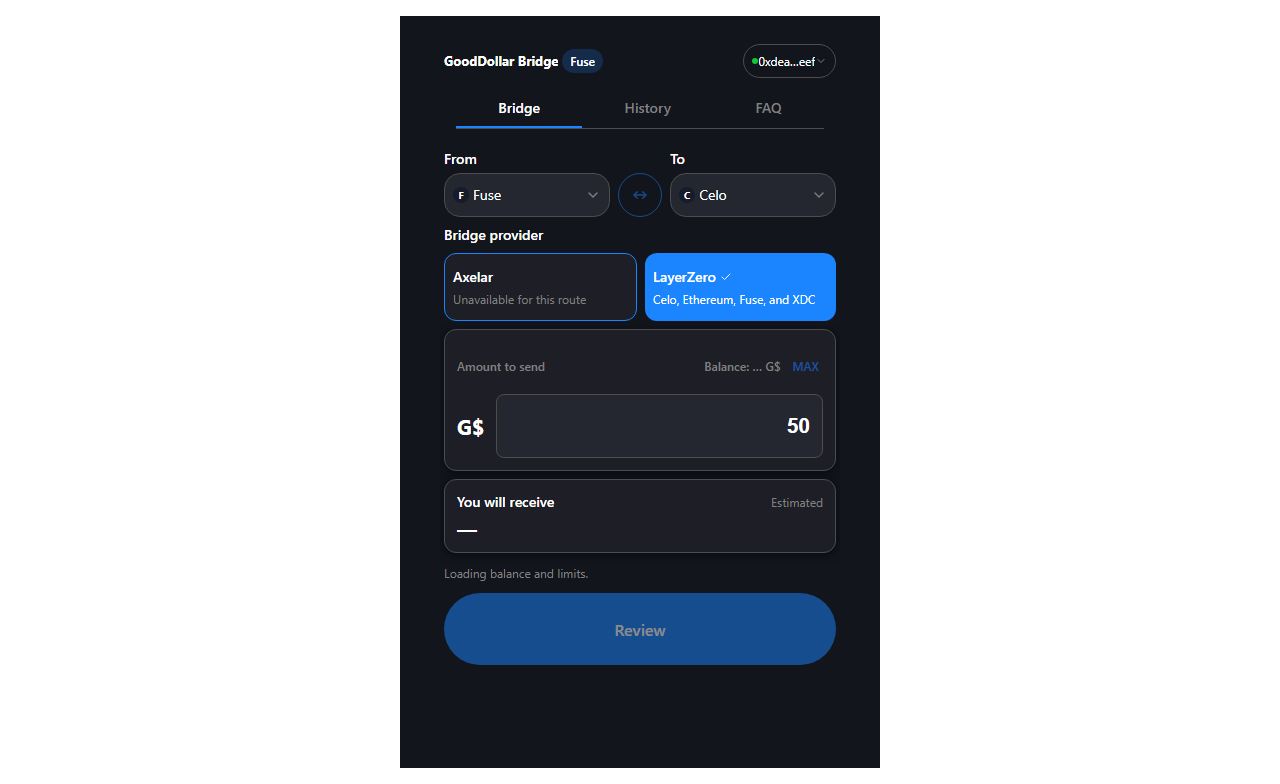 GoodDollar Bridge Fuse 0xdea...eef
Bridge History FAQ
From To
F Fuse C Celo
Bridge provider
Axelar LayerZero
Unavailable for this route Celo, Ethereum, Fuse, and XDC
Amount to send Balance: ... G$ MAX
G$ 50
You will receive Estimated
—
Loading balance and limits.
Review